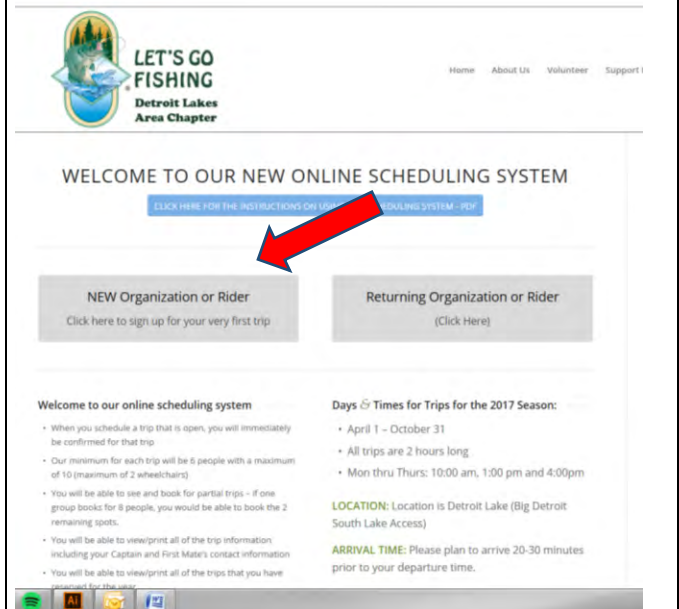 LET'S GO
FISHING
Detroit Lakes
Area Chapter
Home About Us Volunteer Support
WELCOME TO OUR NEW ONLINE SCHEDULING SYSTEM
CLICK HERE FOR THE INSTRUCTIONS ON SCHEDULING SYSTEM - PDF
NEW Organization or Rider
Click here to sign up for your very first trip
Returning Organization or Rider
(Click Here)
Welcome to our online scheduling system
• When you schedule a trip that is open, you will immediately
be confirmed for that trip
• Our minimum for each trip will be 6 people with a maximum
of 10 (maximum of 2 wheelchairs)
• You will be able to see and book for partial trips - if one
group books for 8 people, you would be able to book the 2
remaining spots.
• You will be able to view/print all of the trip information
including your Captain and First Mate's contact information
• You will be able to view/print all of the trips that you have
reserved for the year
Days & Times for Trips for the 2017 Season:
• April 1 – October 31
• All trips are 2 hours long
• Mon thru Thurs: 10:00 am, 1:00 pm and 4:00pm
LOCATION: Location is Detroit Lake (Big Detroit
South Lake Access)
ARRIVAL TIME: Please plan to arrive 20-30 minutes
prior to your departure time.
Ai